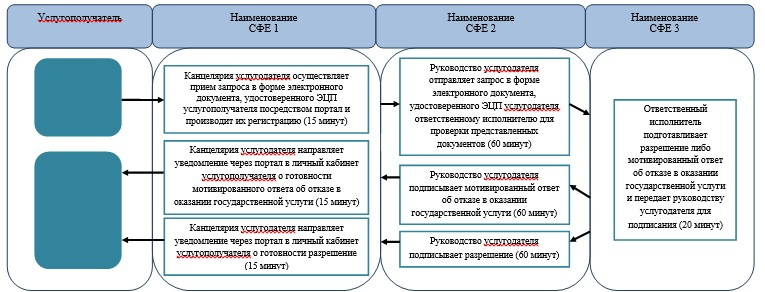 Услугополучатель
Наименование
СФЕ 1
Наименование
СФЕ 2
Наименование
СФЕ 3
Канцелярия услугодателя осуществляет
прием запроса в форме электронного
документа, удостоверенного ЭЦП
услугополучателя посредством портал и
производит их регистрацию (15 минут)
Руководство услугодателя
отправляет запрос в форме
электронного документа,
удостоверенного ЭЦП услугодателя
ответственному исполнителю для
проверки представленных
документов (60 минут)
Ответственный
исполнитель
подготавливает
разрешение либо
мотивированный ответ
об отказе в оказании
государственной услуги
и передает руководству
услугодателя для
подписания (20 минут)
Канцелярия услугодателя направляет
уведомление через портал в личный кабинет
услугополучателя о готовности
мотивированного ответа об отказе в
оказании государственной услуги (15 минут)
Руководство услугодателя
подписывает мотивированный ответ
об отказе в оказании
государственной услуги (60 минут)
Канцелярия услугодателя направляет
уведомление через портал в личный кабинет
услугополучателя о готовности разрешение
(15 минут)
Руководство услугодателя
подписывает разрешение (60 минут)